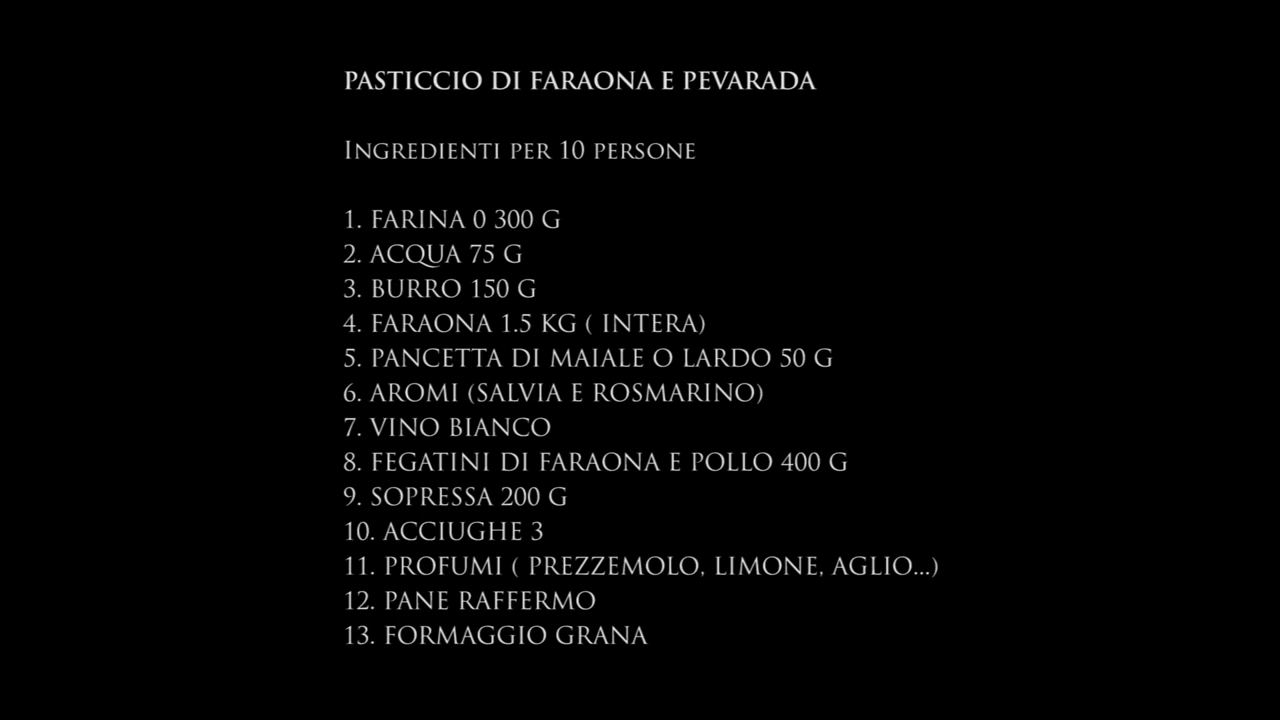 PASTICCIO DI FARAONA E PEVARADA
INGREDIENTI PER 10 PERSONE
1. FARINA 0 300 G
2. ACQUA 75 G
3. BURRO 150 G
4. FARAONA 1.5 KG ( INTERA)
5. PANCETTA DI MAIALE O LARDO 50 G
6. AROMI (SALVIA E ROSMARINO)
7. VINO BIANCO
8. FEGATINI DI FARAONA E POLLO 400 G
9. SOPRESSA 200 G
10. ACCIUGHE 3
11. PROFUMI ( PREZZEMOLO, LIMONE, AGLIO...)
12. PANE RAFFERMO
13. FORMAGGIO GRANA